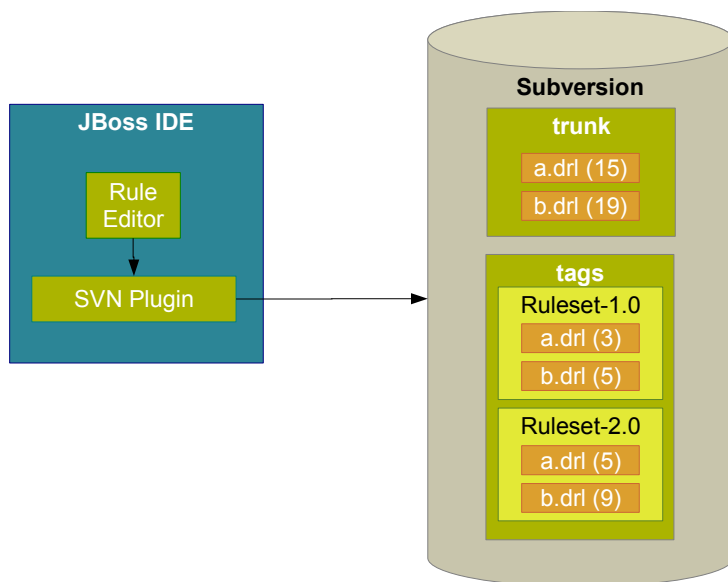 JBoss IDE
Rule
Editor
SVN Plugin
Subversion
trunk
a.drl (15)
b.drl (19)
tags
Ruleset-1.0
a.drl (3)
b.drl (5)
Ruleset-2.0
a.drl (5)
b.drl (9)